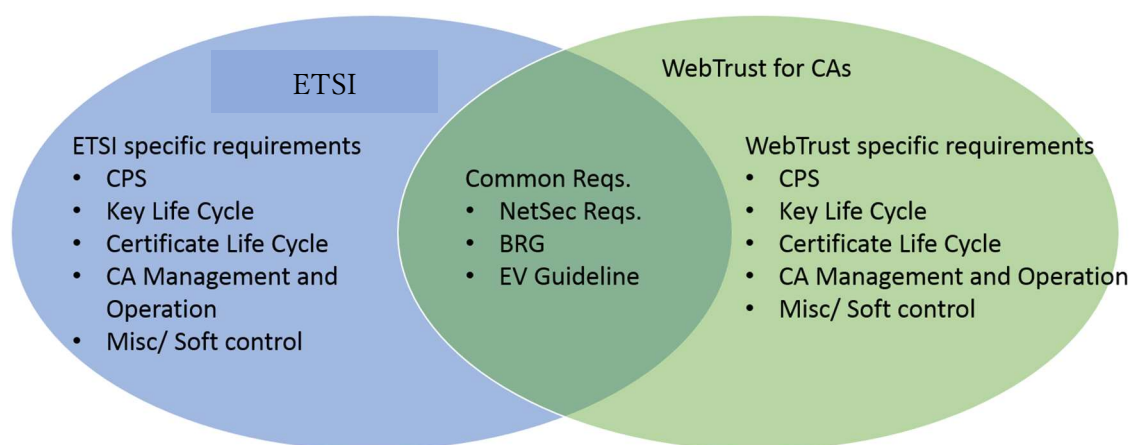 ETSI
ETSI specific requirements
• CPS
• Key Life Cycle
• Certificate Life Cycle
• CA Management and
Operation
• Misc/ Soft control
Common Reqs.
• NetSec Reqs.
• BRG
• EV Guideline
WebTrust for CAs
WebTrust specific requirements
• CPS
• Key Life Cycle
• Certificate Life Cycle
• CA Management and Operation
• Misc/ Soft control